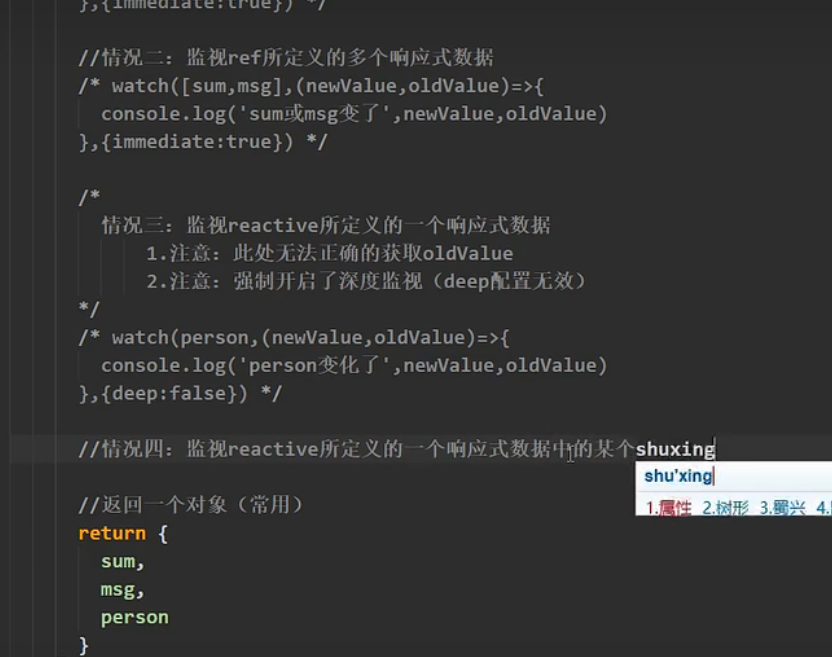 },{immediate:true}) */
//情况二：监视ref所定义的多个响应式数据
/* watch([sum,msg],(newValue,oldValue)=>{
console.log('sum或msg变了',newValue,oldValue)
},{immediate:true}) */
/*
情况三：监视reactive所定义的一个响应式数据
1.注意：此处无法正确的获取oldValue
2.注意：强制开启了深度监视（deep配置无效）
*/
/* watch(person,(newValue,oldValue)=>{
console.log('person变化了',newValue,oldValue)
},{deep:false}) */
//情况四：监视reactive所定义的一个响应式数据中的某个shuxing
shu'xing
1.属性 2.树形 3.蜀兴 4.
//返回一个对象（常用）
return {
sum,
msg,
person
}